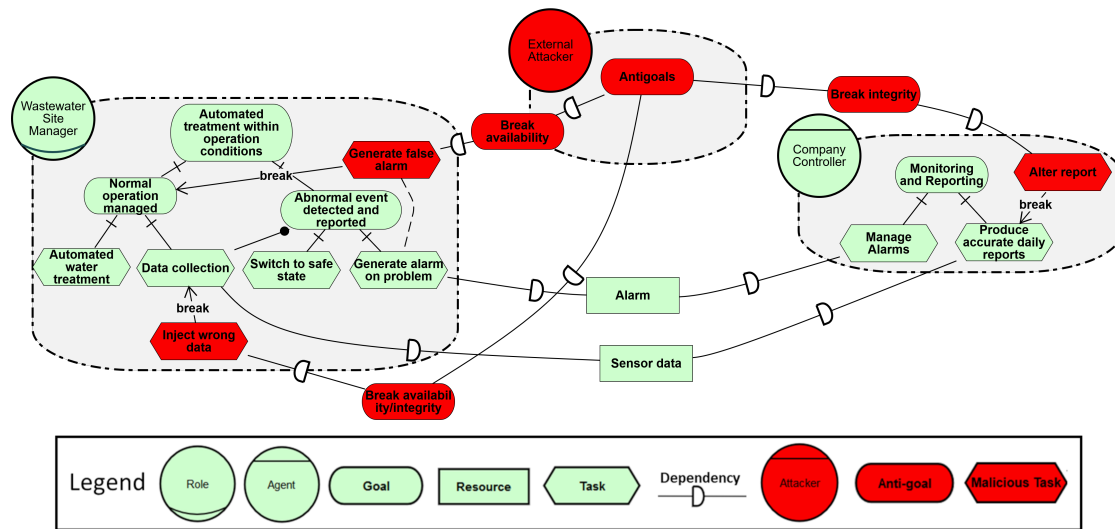 External
Attacker
Antigoals
Break integrity
Wastewater
Site
Manager
Automated
treatment within
operation
conditions
Break
availability
Generate false
alarm
break
Normal
operation
managed
Abnormal event
detected and
reported
Automated
water
treatment
Data collection
Switch to safe
state
Generate alarm
on problem
break
Inject wrong
data
Break availabil
ity/integrity
Alarm
Sensor data
Company
Controller
Monitoring
and Reporting
Alter report
break
Manage
Alarms
Produce
accurate daily
reports
Legend
Role
Agent
Goal
Resource
Task
Dependency
Attacker
Anti-goal
Malicious Task